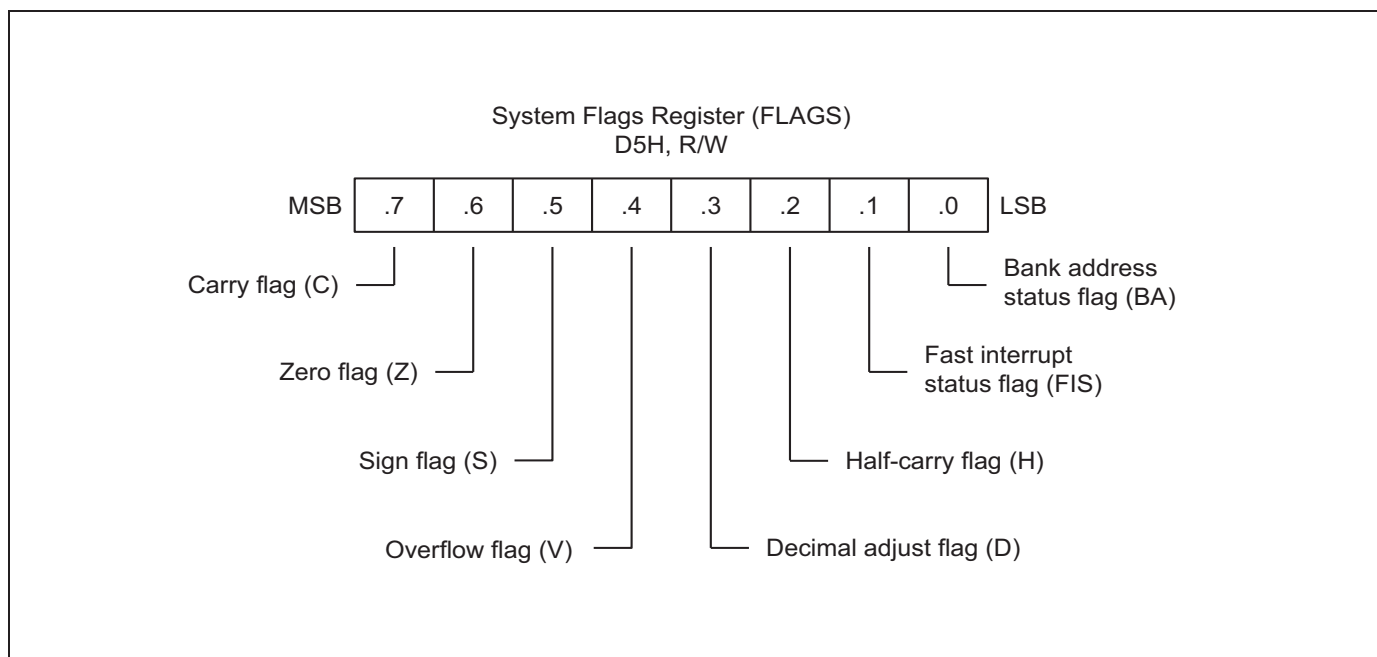 System Flags Register (FLAGS)
D5H, R/W
MSB .7 .6 .5 .4 .3 .2 .1 .0 LSB
Carry flag (C)
Bank address
status flag (BA)
Zero flag (Z)
Fast interrupt
status flag (FIS)
Sign flag (S)
Half-carry flag (H)
Overflow flag (V)
Decimal adjust flag (D)